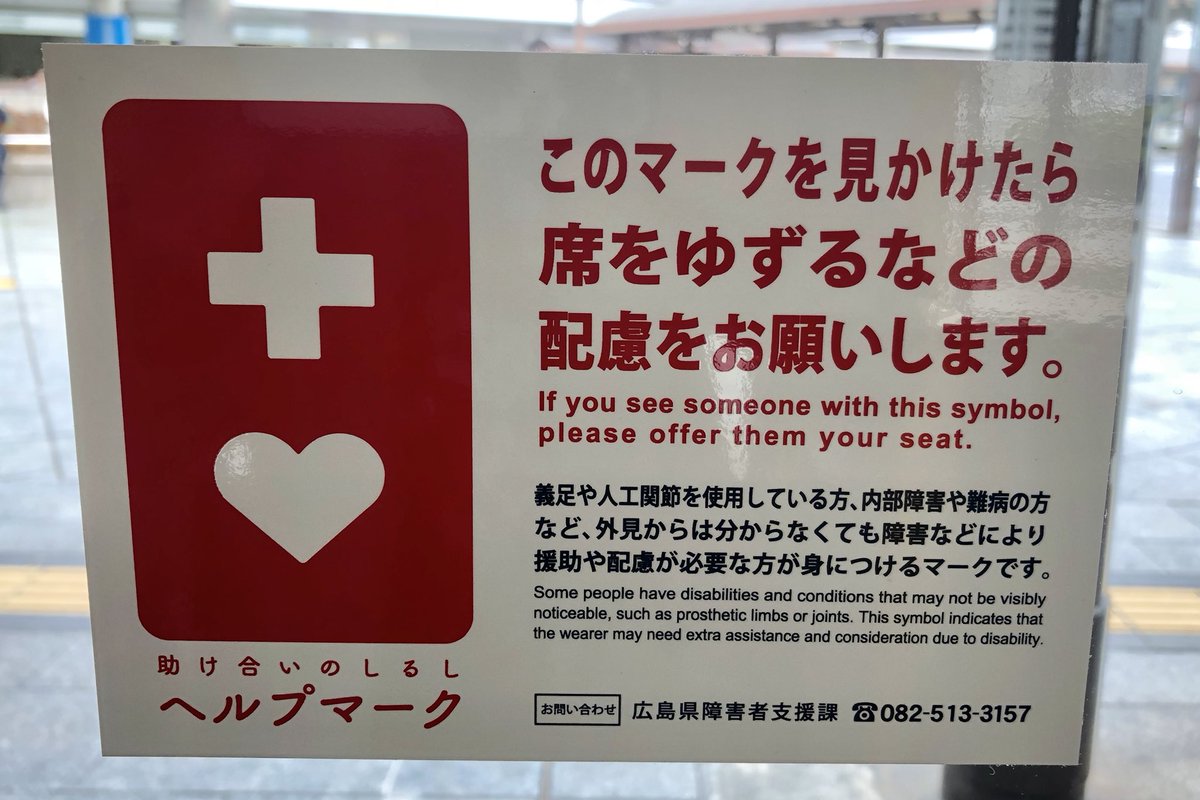 このマークを見かけたら
席をゆずるなどの
配慮をお願いします。
If you see someone with this symbol,
please offer them your seat.
義足や人工関節を使用している方、内部障害や難病の方
など、外見からは分からなくても障害などにより
援助や配慮が必要な方が身につけるマークです。
Some people have disabilities and conditions that may not be visibly
noticeable, such as prosthetic limbs or joints. This symbol indicates that
the wearer may need extra assistance and consideration due to disability.
助け合いのしるし
ヘルプマーク
お問い合わせ 広島県障害者支援課 ☎082-513-3157